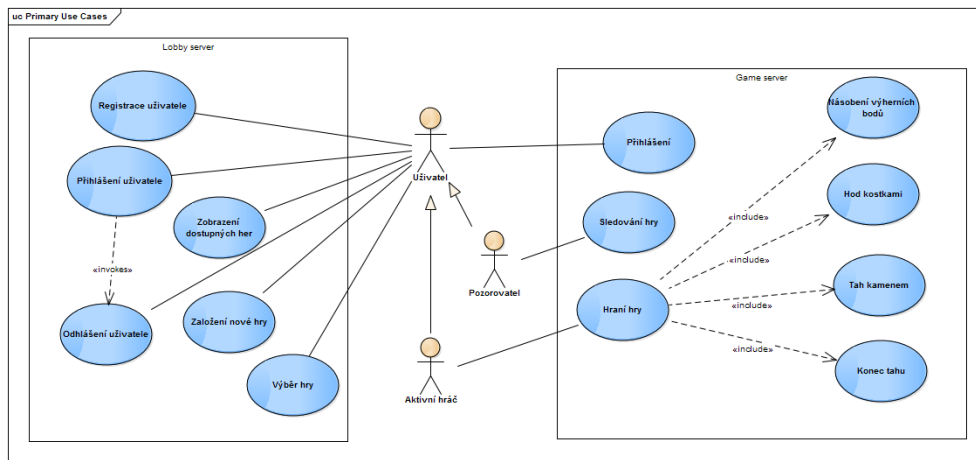 uc Primary Use Cases
Lobby server
Registrace uživatele
Přihlášení uživatele
Zobrazení
dostupných her
«invokes»
Odhlášení uživatele
Založení nové hry
Výběr hry
Uživatel
Pozorovatel
Aktivní hráč
Game server
Přihlášení
Sledování hry
Hraní hry
«include»
«include»
«include»
«include»
Násobení výherních
bodů
Hod kostkami
Tah kamenem
Konec tahu